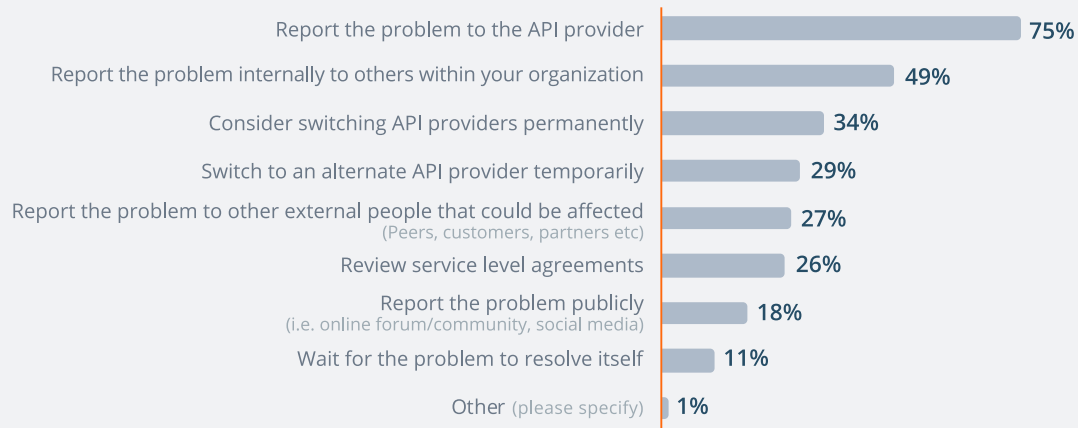 Report the problem to the API provider 75%
Report the problem internally to others within your organization 49%
Consider switching API providers permanently 34%
Switch to an alternate API provider temporarily 29%
Report the problem to other external people that could be affected 27%
(Peers, customers, partners etc)
Review service level agreements 26%
Report the problem publicly 18%
(i.e. online forum/community, social media)
Wait for the problem to resolve itself 11%
Other (please specify) 1%